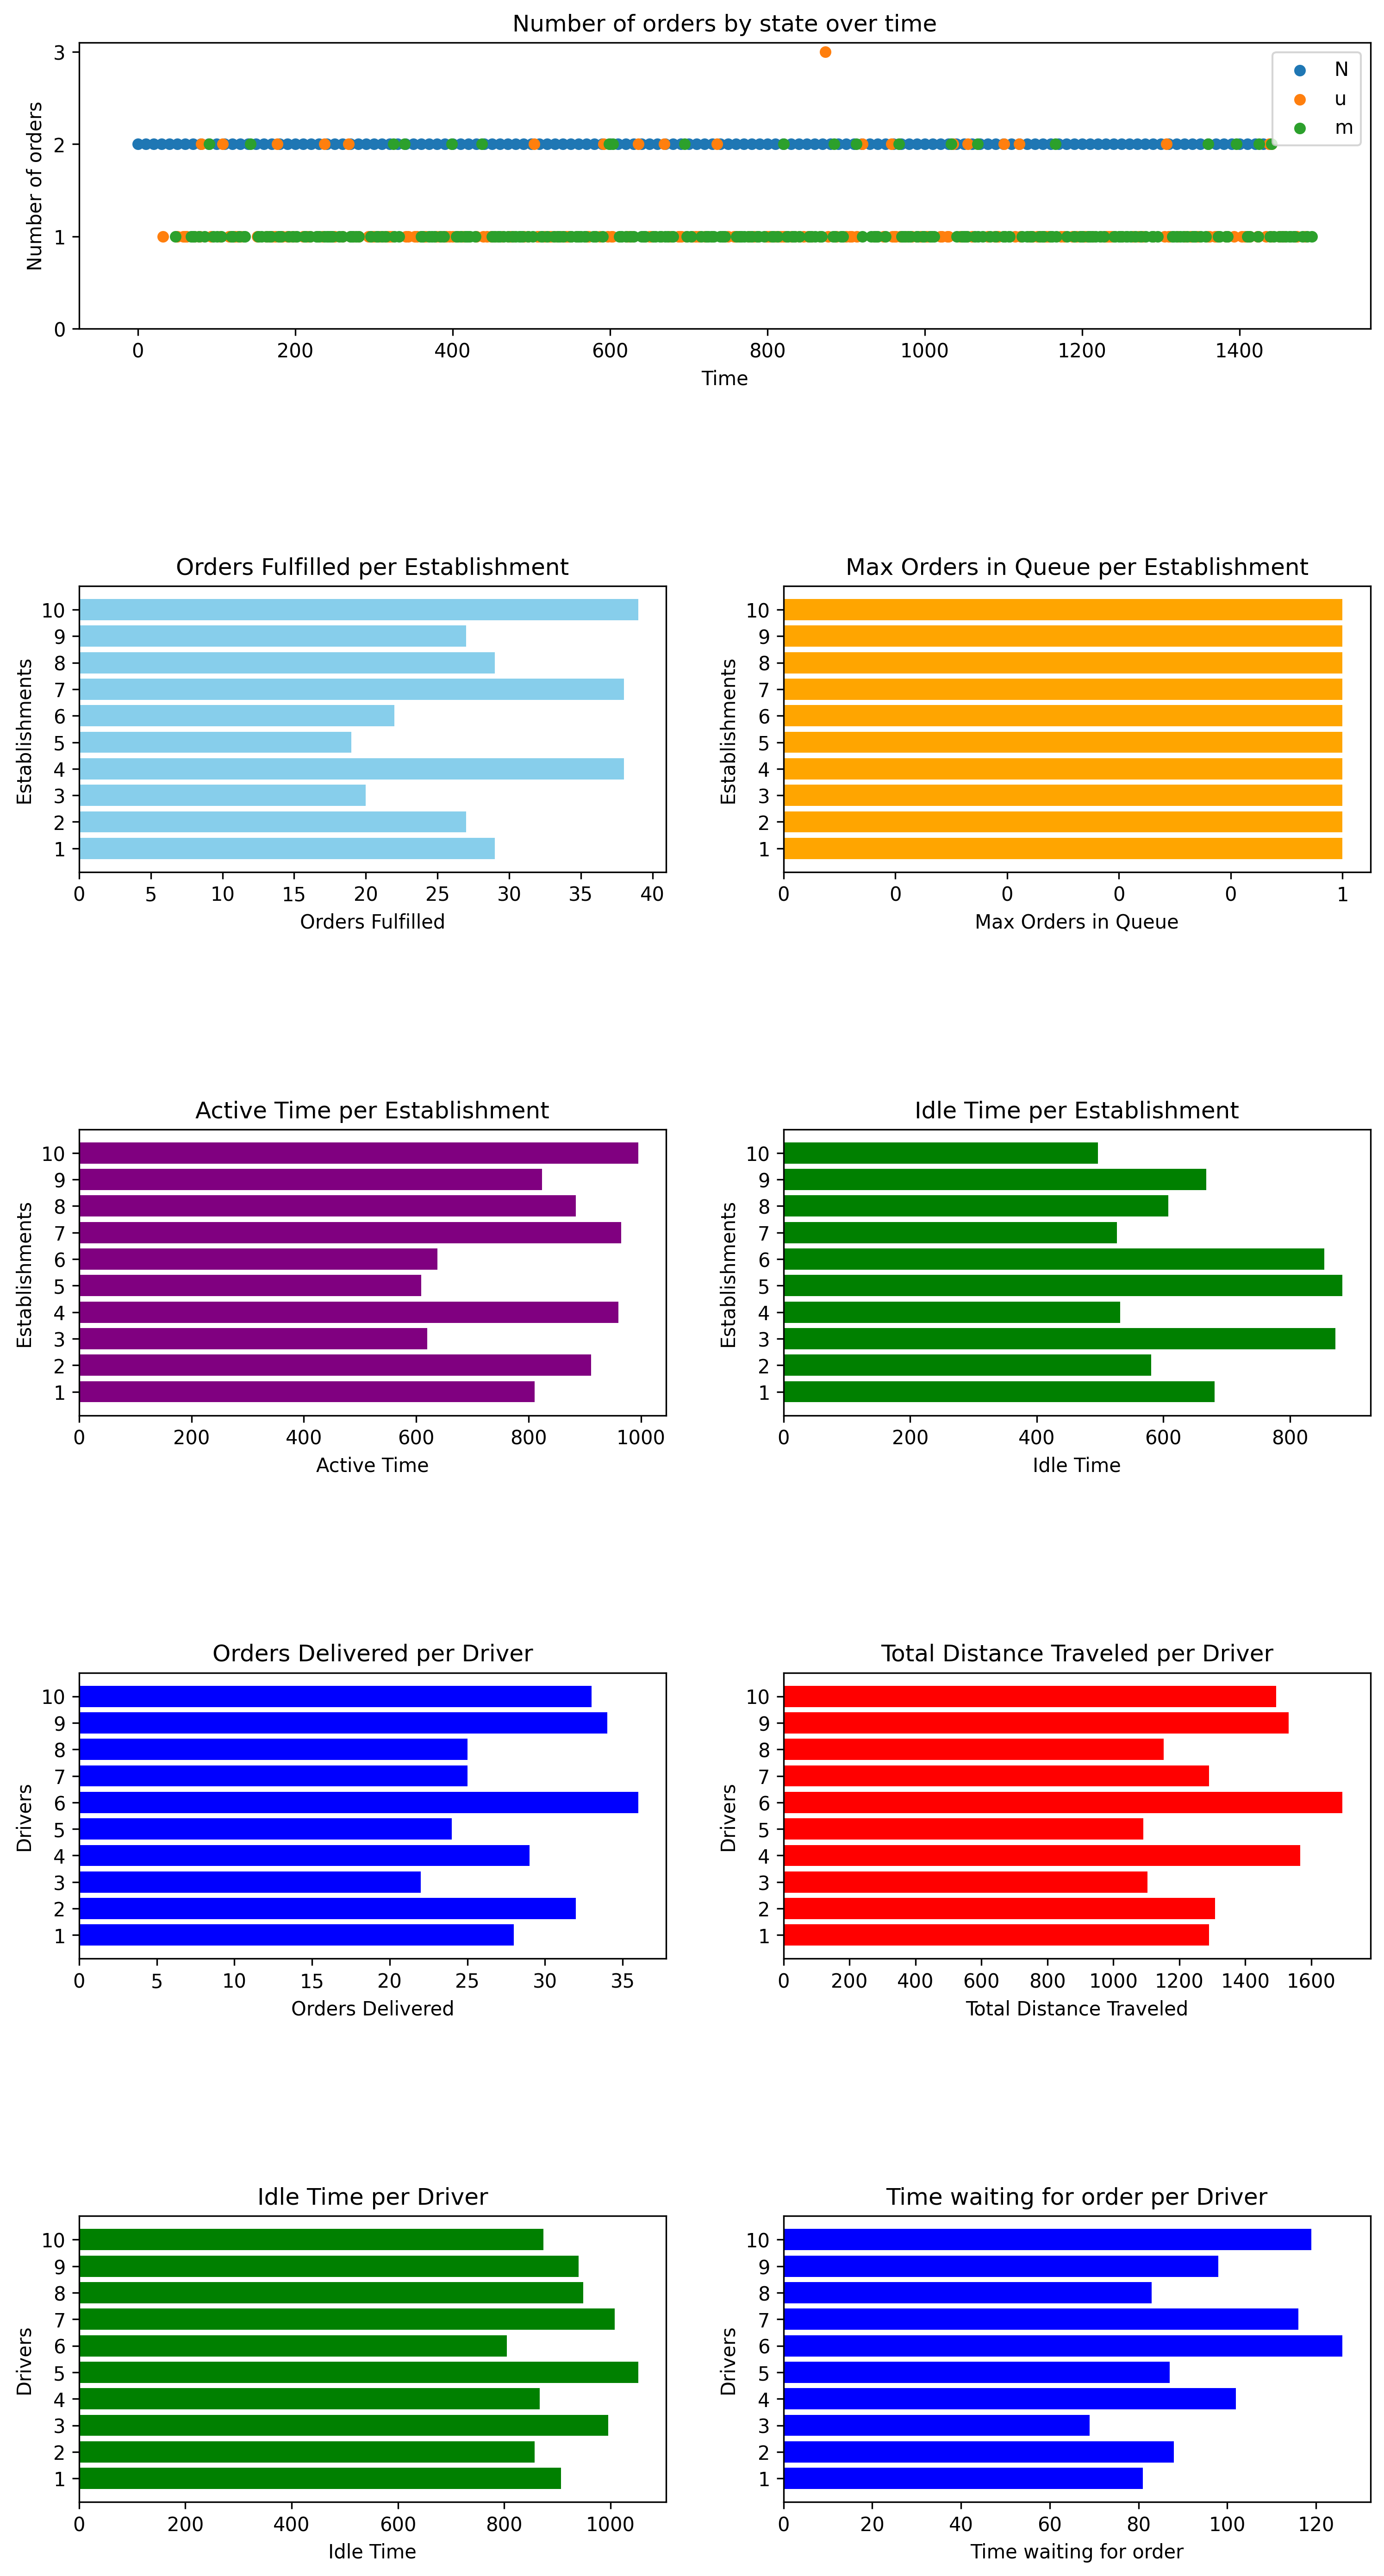 Number of orders by state over time
Number of orders
3
2
1
0
N
u
m
0 200 400 600 800 1000 1200 1400
Time
Orders Fulfilled per Establishment
Establishments
10
9
8
7
6
5
4
3
2
1
0 5 10 15 20 25 30 35 40
Orders Fulfilled
Max Orders in Queue per Establishment
Establishments
10
9
8
7
6
5
4
3
2
1
0 0 0 0 0 1
Max Orders in Queue
Active Time per Establishment
Establishments
10
9
8
7
6
5
4
3
2
1
0 200 400 600 800 1000
Active Time
Idle Time per Establishment
Establishments
10
9
8
7
6
5
4
3
2
1
0 200 400 600 800
Idle Time
Orders Delivered per Driver
Drivers
10
9
8
7
6
5
4
3
2
1
0 5 10 15 20 25 30 35
Orders Delivered
Total Distance Traveled per Driver
Drivers
10
9
8
7
6
5
4
3
2
1
0 200 400 600 800 1000 1200 1400 1600
Total Distance Traveled
Idle Time per Driver
Drivers
10
9
8
7
6
5
4
3
2
1
0 200 400 600 800 1000
Idle Time
Time waiting for order per Driver
Drivers
10
9
8
7
6
5
4
3
2
1
0 20 40 60 80 100 120
Time waiting for order